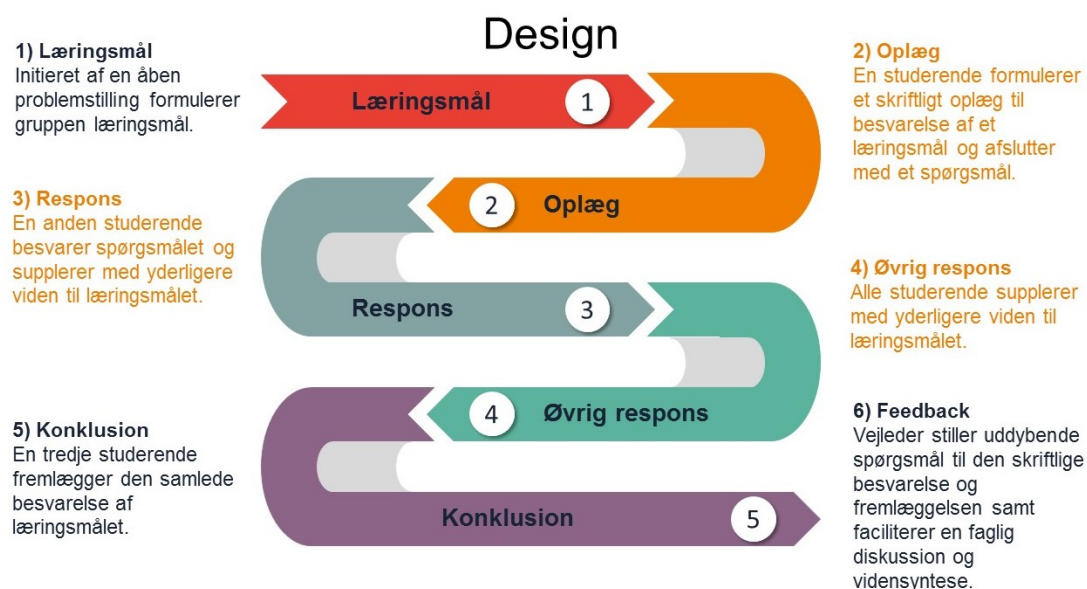 Design
1) Læringsmål
Initieret af en åben
problemstilling formulerer
gruppen læringsmål.
Læringsmål 1
2) Oplæg
En studerende formulerer
et skriftligt oplæg til
besvarelse af et
læringsmål og afslutter
med et spørgsmål.
2 Oplæg
3) Respons
En anden studerende
besvarer spørgsmålet og
supplerer med yderligere
viden til læringsmålet.
Respons 3
4) Øvrig respons
Alle studerende supplerer
med yderligere viden til
læringsmålet.
4 Øvrig respons
5) Konklusion
En tredje studerende
fremlægger den samlede
besvarelse af
læringsmålet.
Konklusion 5
6) Feedback
Vejleder stiller uddybende
spørgsmål til den skriftlige
besvarelse og
fremlæggelsen samt
faciliterer en faglig
diskussion og
vidensyntese.